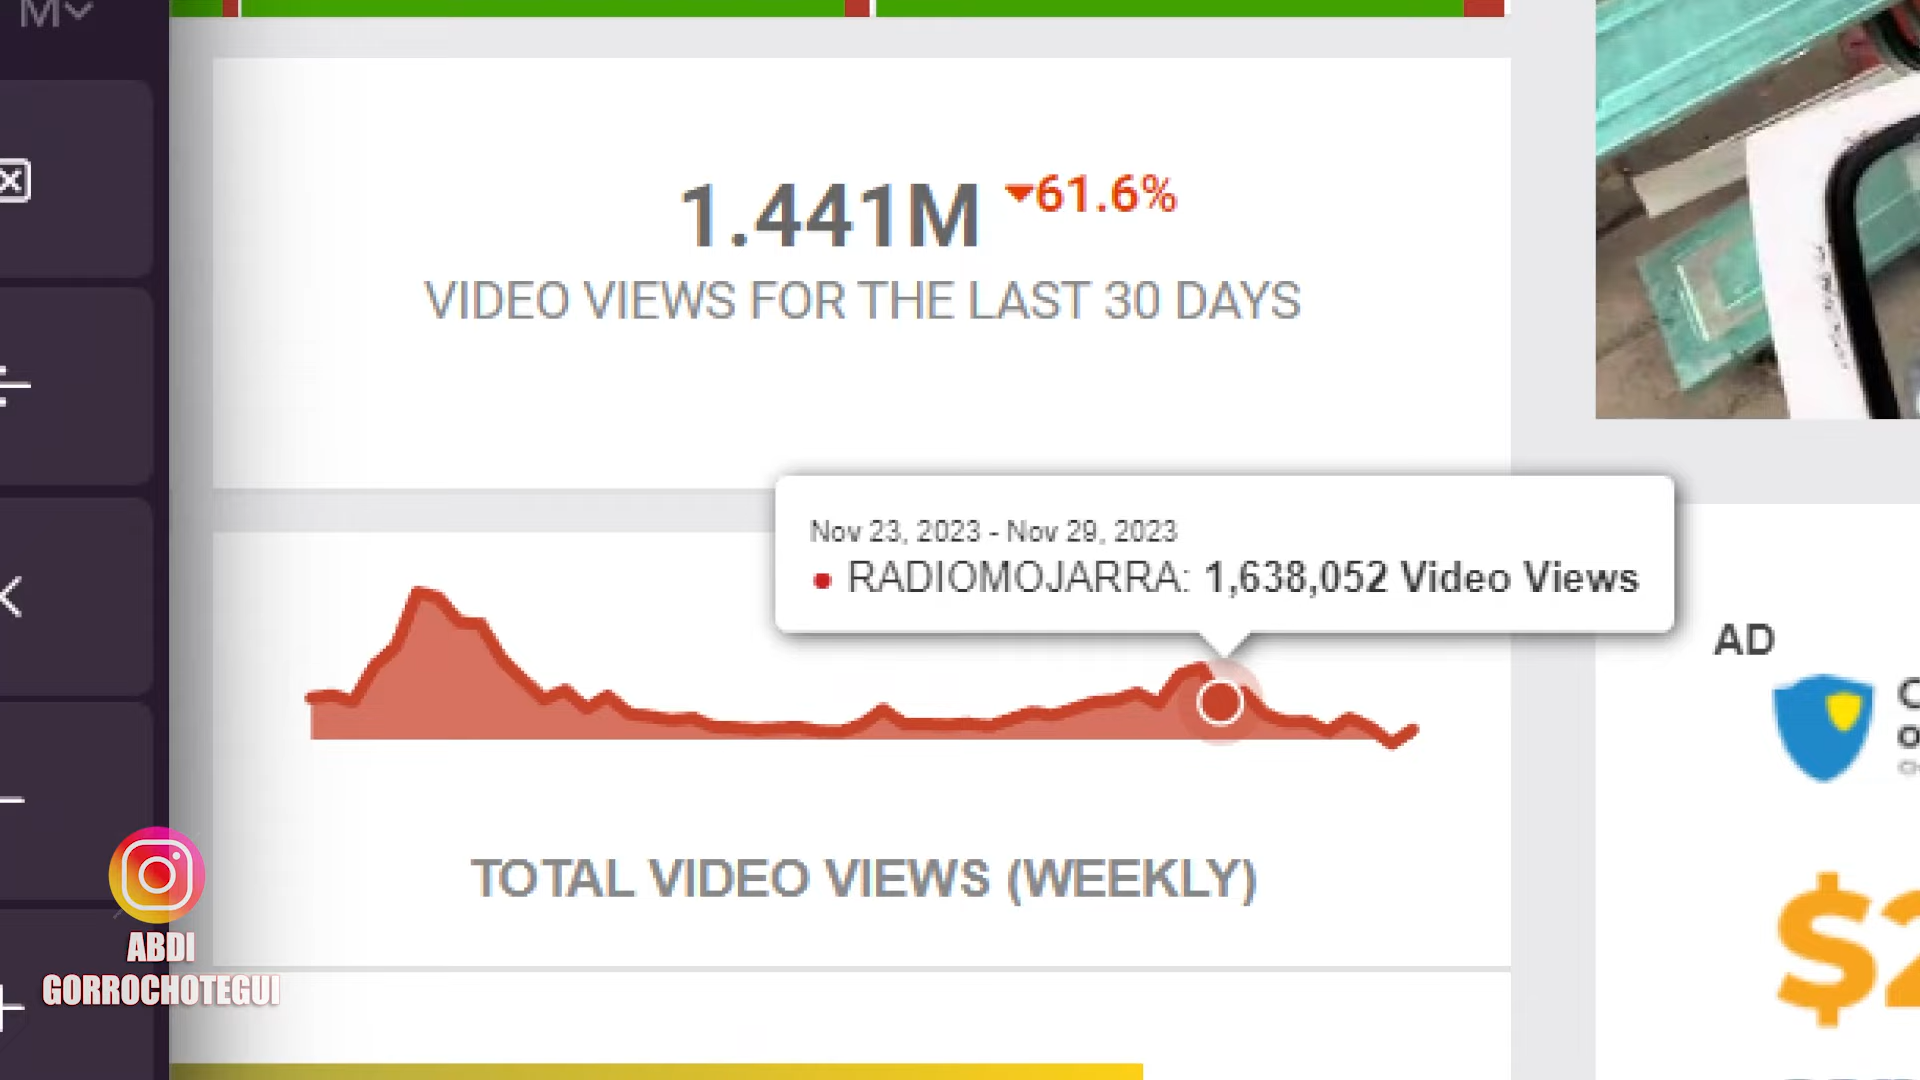 M
1.441M 61.6%
VIDEO VIEWS FOR THE LAST 30 DAYS
Nov 23, 2023 - Nov 29, 2023
RADIOMOJARRA: 1,638,052 Video Views
TOTAL VIDEO VIEWS (WEEKLY)
AD
$2
ABDI
GORROCHOTEGUI